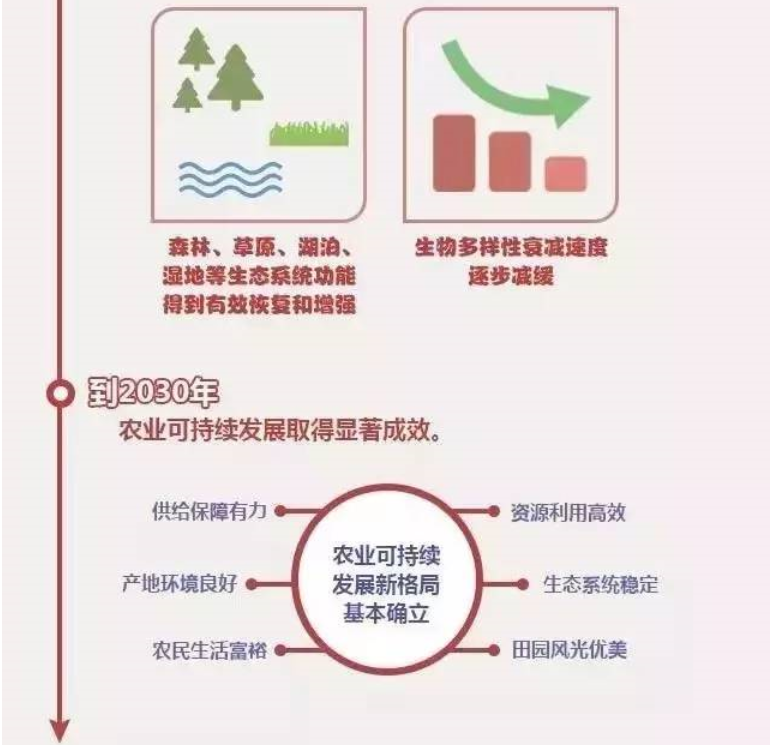 森林、草原、湖泊、
湿地等生态系统功能
得到有效恢复和增强
生物多样性衰减速度
逐步减缓
到2030年
农业可持续发展取得显著成效。
供给保障有力
资源利用高效
农业可持续
发展新格局
基本确立
产地环境良好
生态系统稳定
农民生活富裕
田园风光优美